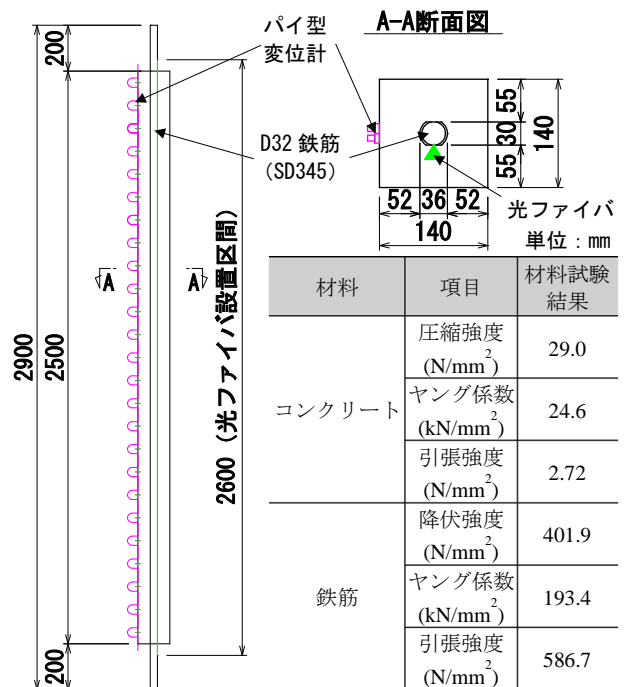 パイ型
変位計
A-A断面図
D32 鉄筋
(SD345)
200
2900
2500
200
A
A
2600 (光ファイバ設置区間)
55
30
55
140
52 36 52
140
光ファイバ
単位：㎜
材料 項目 材料試験
結果
コンクリート
圧縮強度
(N/mm²)
29.0
ヤング係数
(kN/mm²)
24.6
引張強度
(N/mm²)
2.72
鉄筋
降伏強度
(N/mm²)
401.9
ヤング係数
(kN/mm²)
193.4
引張強度
(N/mm²)
586.7